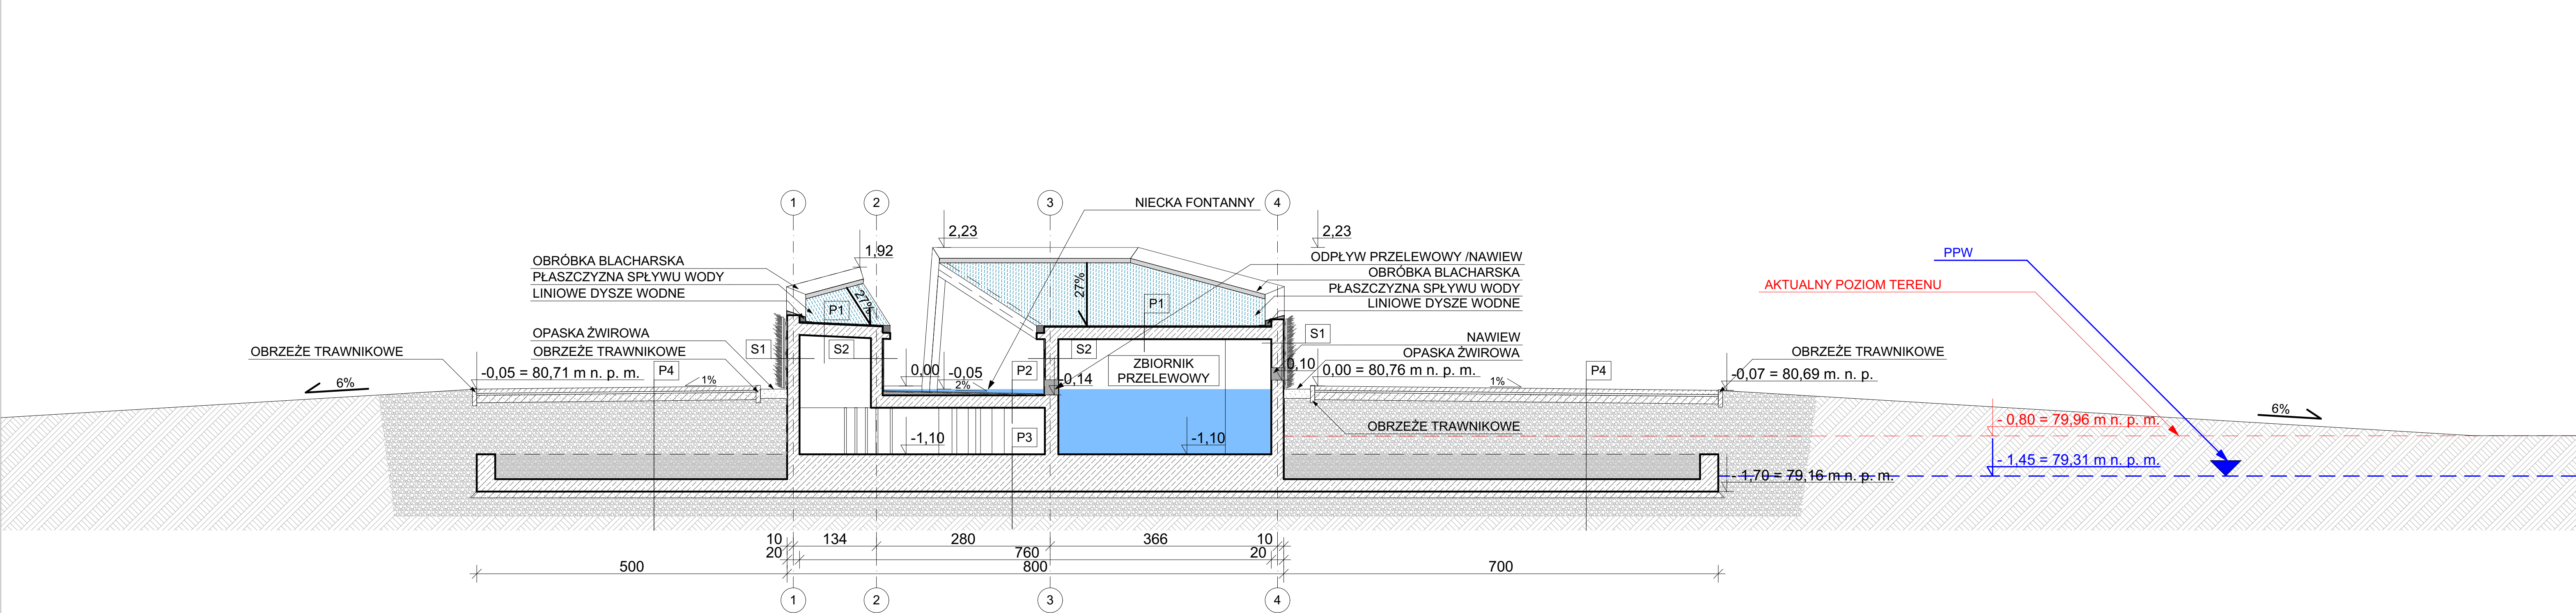 1
2
3
4
NIECKA FONTANNY
2,23
2,23
1,92
OBRÓBKA BLACHARSKA
PŁASZCZYZNA SPŁYWU WODY
LINIOWE DYSZE WODNE
ODPŁYW PRZELEWOWY /NAWIEW
OBRÓBKA BLACHARSKA
PŁASZCZYZNA SPŁYWU WODY
LINIOWE DYSZE WODNE
PPW
AKTUALNY POZIOM TERENU
27%
27%
P1
P1
OPASKA ŻWIROWA
OBRZEŻE TRAWNIKOWE
OBRZEŻE TRAWNIKOWE
S1
S2
S2
S1
NAWIEW
OPASKA ŻWIROWA
OBRZEŻE TRAWNIKOWE
-0,05 = 80,71 m n. p. m.
P4
1%
6%
0,00
-0,05
2%
P2
-0,14
ZBIORNIK
PRZELEWOWY
-0,10
0,00 = 80,76 m n. p. m.
1%
P4
-0,07 = 80,69 m n. p.
6%
OBRZEŻE TRAWNIKOWE
- 0,80 = 79,96 m n. p. m.
-1,10
P3
-1,10
- 1,45 = 79,31 m n. p. m.
- 1,70 = 79,16 m n. p. m.
10
134
280
366
10
20
760
20
500
800
700
1
2
3
4